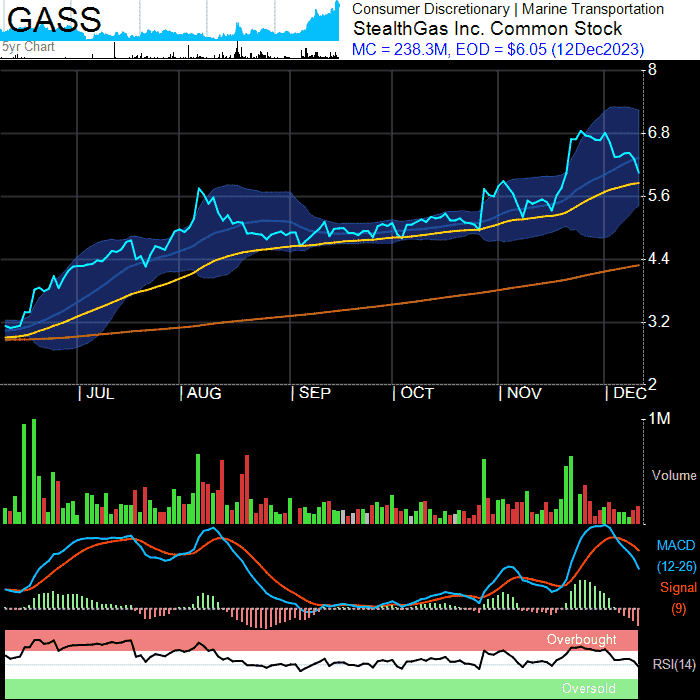 GASS
5yr Chart
Consumer Discretionary | Marine Transportation
StealthGas Inc. Common Stock
MC = 238.3M, EOD = $6.05 (12Dec2023)
8
6.8
5.6
4.4
3.2
2
| JUL | AUG | SEP | OCT | NOV | DEC
1M
Volume
MACD
(12-26)
Signal
(9)
Overbought
RSI(14)
Oversold